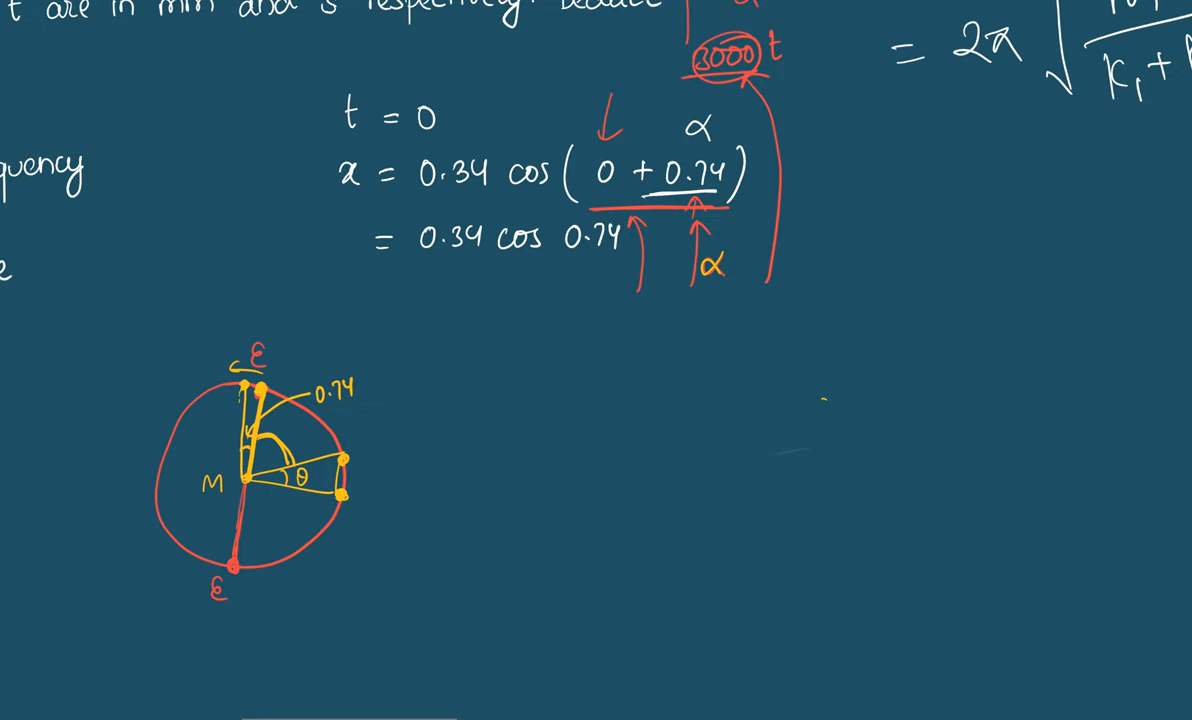 t are in mm and s respectively.
3000 t
= 2π √
K₁ +
t = 0
α
x = 0.34 cos ( 0 + 0.74 )
quency
= 0.34 cos 0.74
α
ε
0.74
M
θ
ε